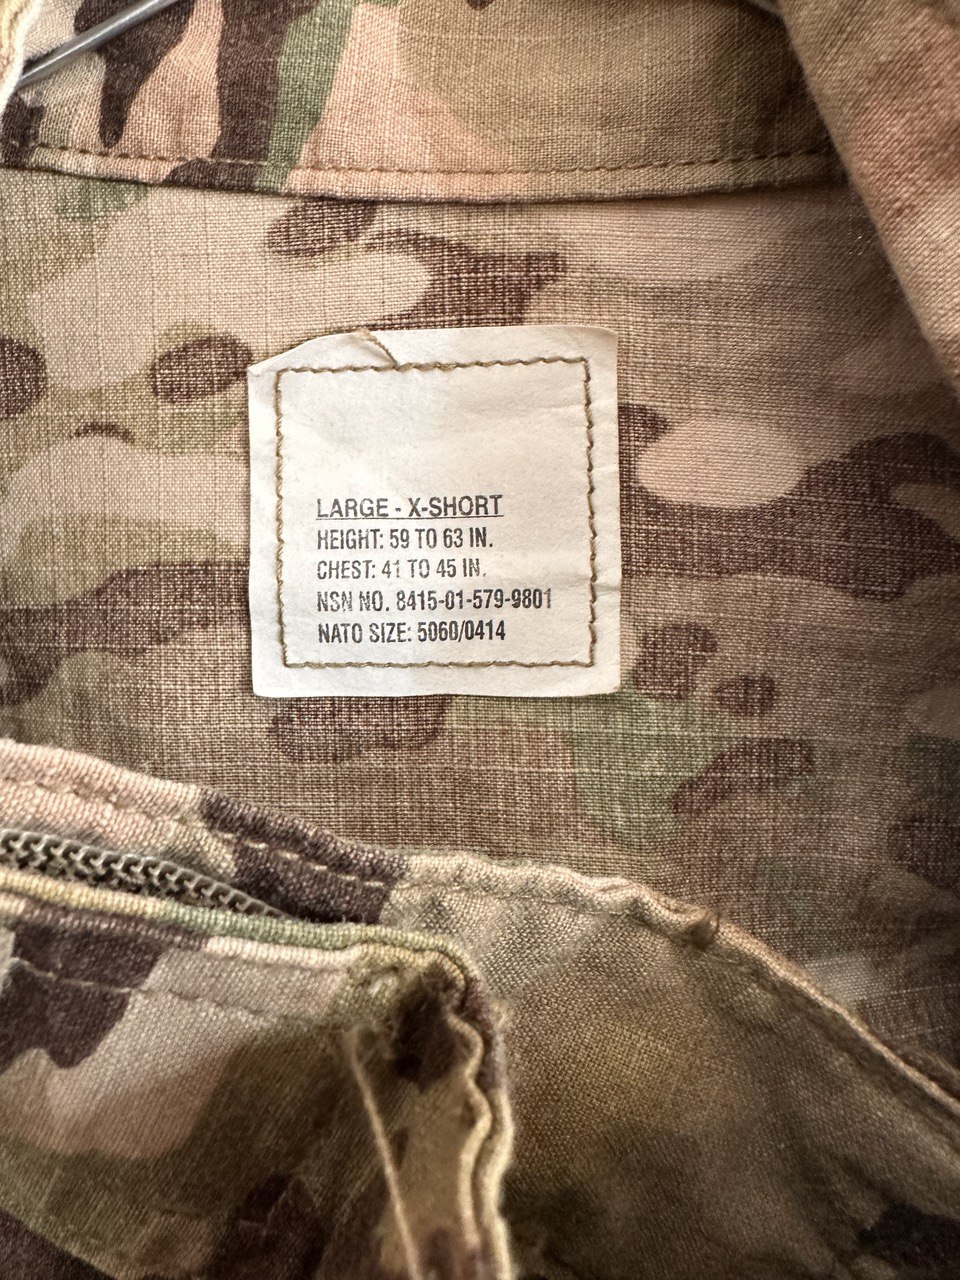 LARGE - X-SHORT
HEIGHT: 59 TO 63 IN.
CHEST: 41 TO 45 IN.
NSN NO. 8415-01-579-9801
NATO SIZE: 5060/0414